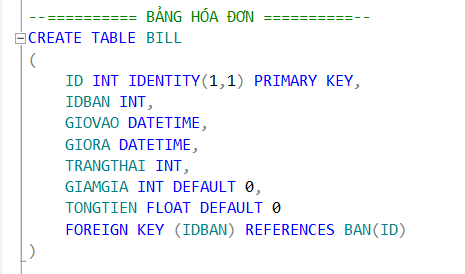 --========== BẢNG HÓA ĐƠN ==========--
CREATE TABLE BILL
(
ID INT IDENTITY(1,1) PRIMARY KEY,
IDBAN INT,
GIOVAO DATETIME,
GIORA DATETIME,
TRANGTHAI INT,
GIAMGIA INT DEFAULT 0,
TONGTIEN FLOAT DEFAULT 0
FOREIGN KEY (IDBAN) REFERENCES BAN(ID)
)